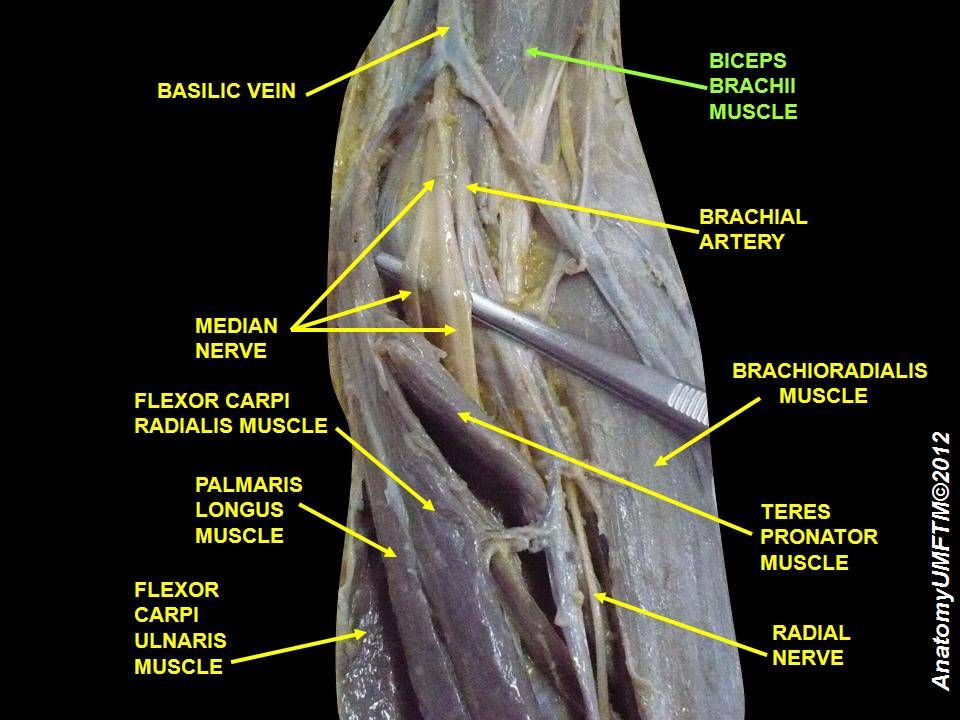 BASILIC VEIN
BICEPS
BRACHII
MUSCLE
BRACHIAL
ARTERY
MEDIAN
NERVE
BRACHIORADIALIS
MUSCLE
FLEXOR CARPI
RADIALIS MUSCLE
PALMARIS
LONGUS
MUSCLE
TERES
PRONATOR
MUSCLE
FLEXOR
CARPI
ULNARIS
MUSCLE
RADIAL
NERVE
AnatomyUMFTM©2012